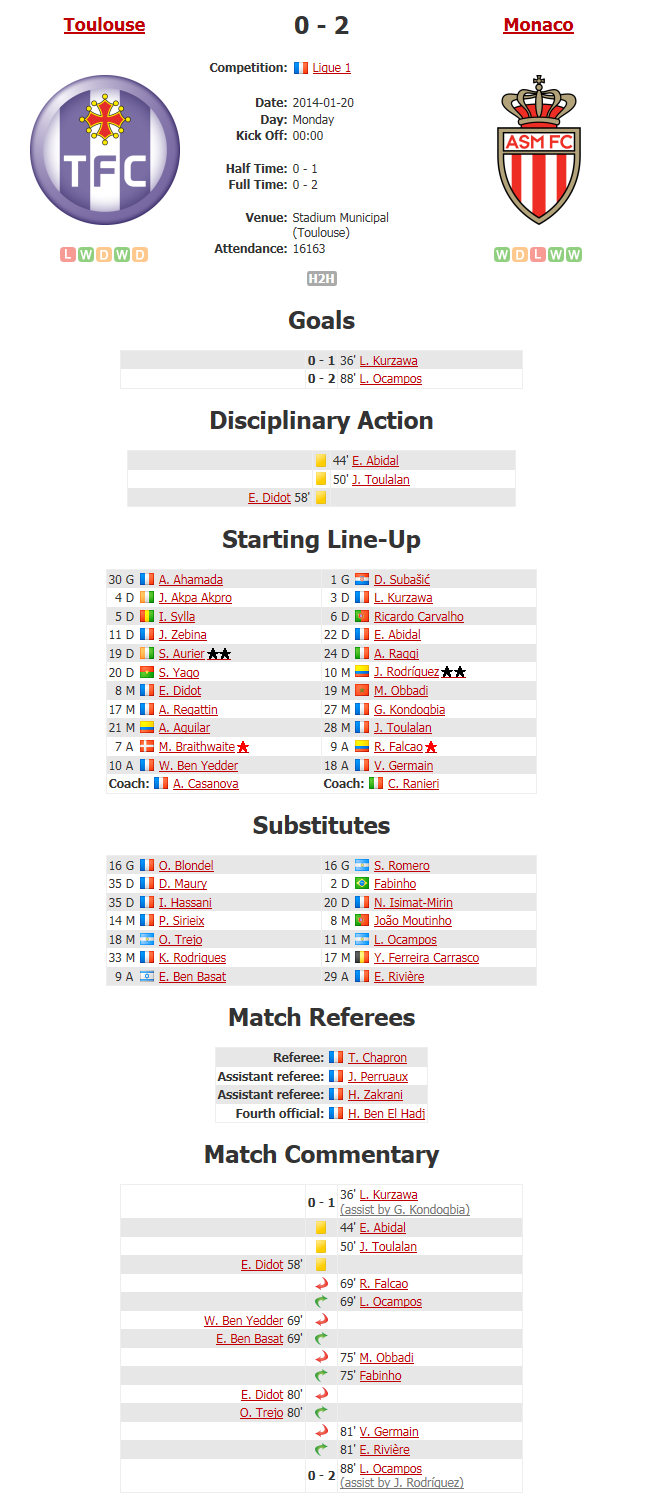 Toulouse 0 - 2 Monaco
Competition: Ligue 1
Date: 2014-01-20
Day: Monday
Kick Off: 00:00
Half Time: 0 - 1
Full Time: 0 - 2
Venue: Stadium Municipal
(Toulouse)
Attendance: 16163
TFC
ASM FC
L W D W D
W D L W W
H2H
Goals
0 - 1 36' L. Kurzawa
0 - 2 88' L. Ocampos
Disciplinary Action
44' E. Abidal
50' J. Toulalan
E. Didot 58'
Starting Line-Up
30 G A. Ahamada 1 G D. Subašić
4 D J. Akpa Akpro 3 D L. Kurzawa
5 D I. Sylla 6 D Ricardo Carvalho
11 D J. Zebina 22 D E. Abidal
19 D S. Aurier 24 D A. Raggi
20 D S. Yago 10 M J. Rodríguez
8 M E. Didot 19 M M. Obbadi
17 M A. Regattin 27 M G. Kondogbia
21 M A. Aguilar 28 M J. Toulalan
7 A M. Braithwaite 9 A R. Falcao
10 A W. Ben Yedder 18 A V. Germain
Coach: A. Casanova Coach: C. Ranieri
Substitutes
16 G O. Blondel 16 G S. Romero
35 D D. Maury 2 D Fabinho
35 D I. Hassani 20 D N. Isimat-Mirin
14 M P. Sirieix 8 M João Moutinho
18 M O. Trejo 11 M L. Ocampos
33 M K. Rodrigues 17 M Y. Ferreira Carrasco
9 A E. Ben Basat 29 A E. Rivière
Match Referees
Referee: T. Chapron
Assistant referee: J. Perruaux
Assistant referee: H. Zakrani
Fourth official: H. Ben El Hadj
Match Commentary
0 - 1 36' L. Kurzawa
(assist by G. Kondogbia)
44' E. Abidal
50' J. Toulalan
E. Didot 58'
69' R. Falcao
69' L. Ocampos
W. Ben Yedder 69'
E. Ben Basat 69'
75' M. Obbadi
75' Fabinho
E. Didot 80'
O. Trejo 80'
81' V. Germain
81' E. Rivière
0 - 2 88' L. Ocampos
(assist by J. Rodríguez)